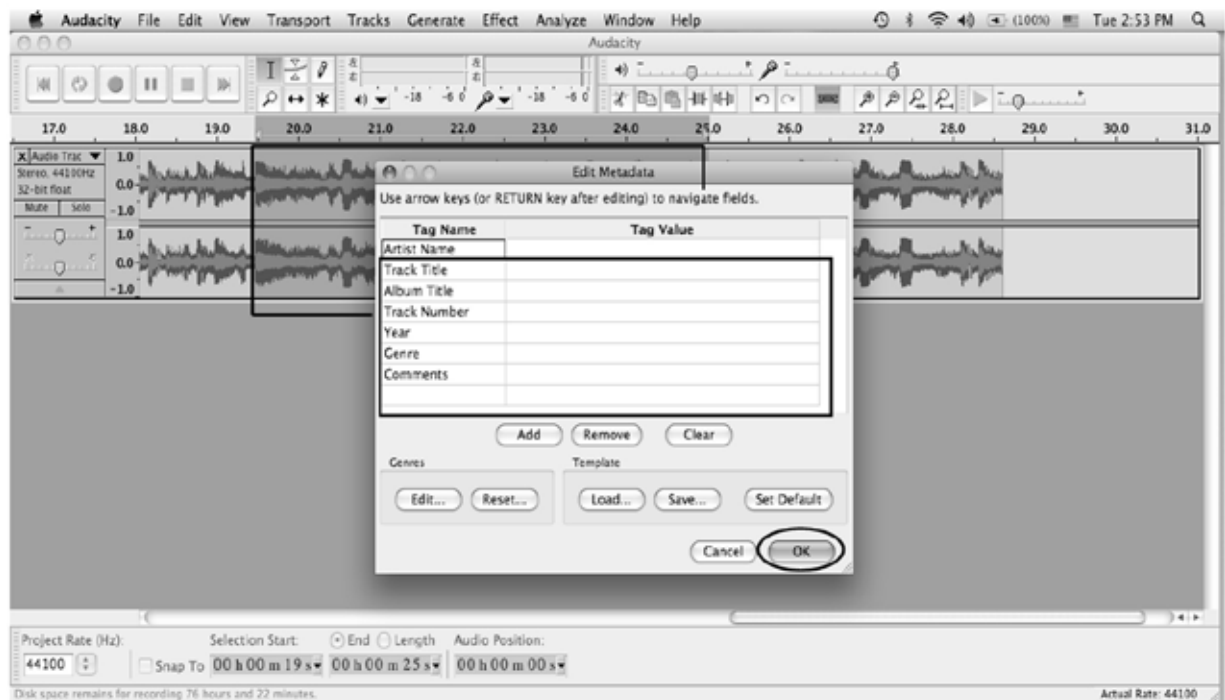 Audacity File Edit View Transport Tracks Generate Effect Analyze Window Help (100%) Tue 2:53 PM
Audacity
-18 -6 0 -18 -6 0
17.0 18.0 19.0 20.0 21.0 22.0 23.0 24.0 25.0 26.0 27.0 28.0 29.0 30.0 31.0
X Audio Trac 1.0
Stereo, 44100Hz
32-bit float 0.0
Mute Solo -1.0
- + 1.0
0.0
-1.0
Edit Metadata
Use arrow keys (or RETURN key after editing) to navigate fields.
Tag Name Tag Value
Artist Name
Track Title
Album Title
Track Number
Year
Genre
Comments
Add Remove Clear
Genres Template
Edit... Reset... Load... Save... Set Default
Cancel OK
Project Rate (Hz): Selection Start: End Length Audio Position:
44100 Snap To 00 h 00 m 19 s 00 h 00 m 25 s 00 h 00 m 00 s
Disk space remains for recording 76 hours and 22 minutes. Actual Rate: 44100